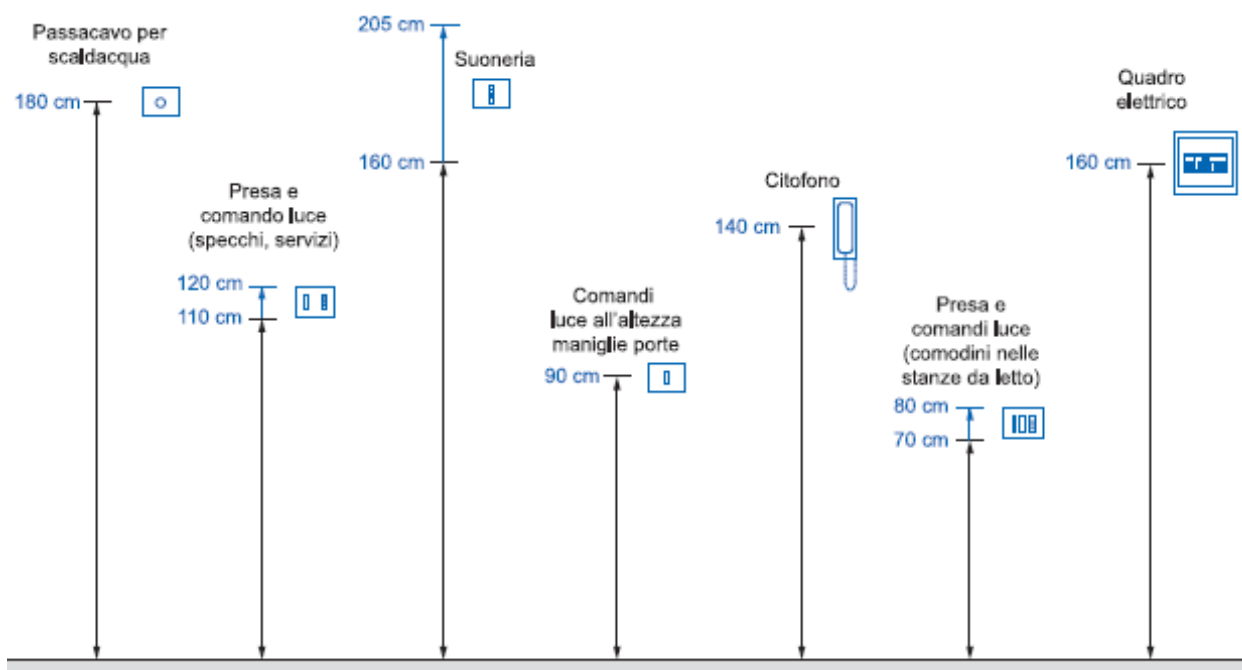 Passacavo per
scaldacqua
180 cm
Presa e
comando luce
(specchi, servizi)
120 cm
110 cm
205 cm
Suoneria
160 cm
Comandi
luce all'altezza
maniglie porte
90 cm
Citofono
140 cm
Presa e
comandi luce
(comodini nelle
stanze da letto)
80 cm
70 cm
Quadro
elettrico
160 cm